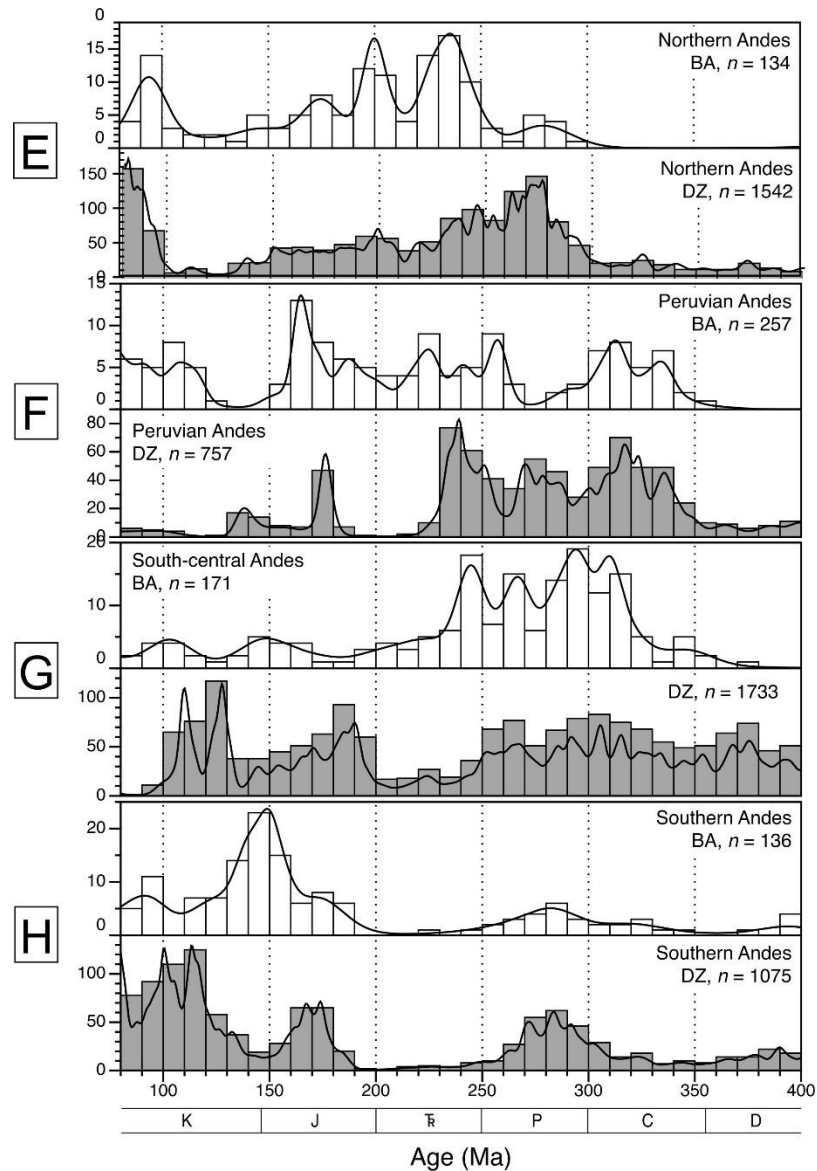 0
Northern Andes
15
BA, n = 134
10
5
E
0
Northern Andes
150
DZ, n = 1542
100
50
0
15
Peruvian Andes
BA, n = 257
10
5
F
0
80
Peruvian Andes
DZ, n = 757
60
40
20
0
20
South-central Andes
BA, n = 171
10
G
0
DZ, n = 1733
100
50
0
Southern Andes
20
BA, n = 136
10
H
0
Southern Andes
DZ, n = 1075
100
50
0
100 150 200 250 300 350 400
K J TR P C D
Age (Ma)